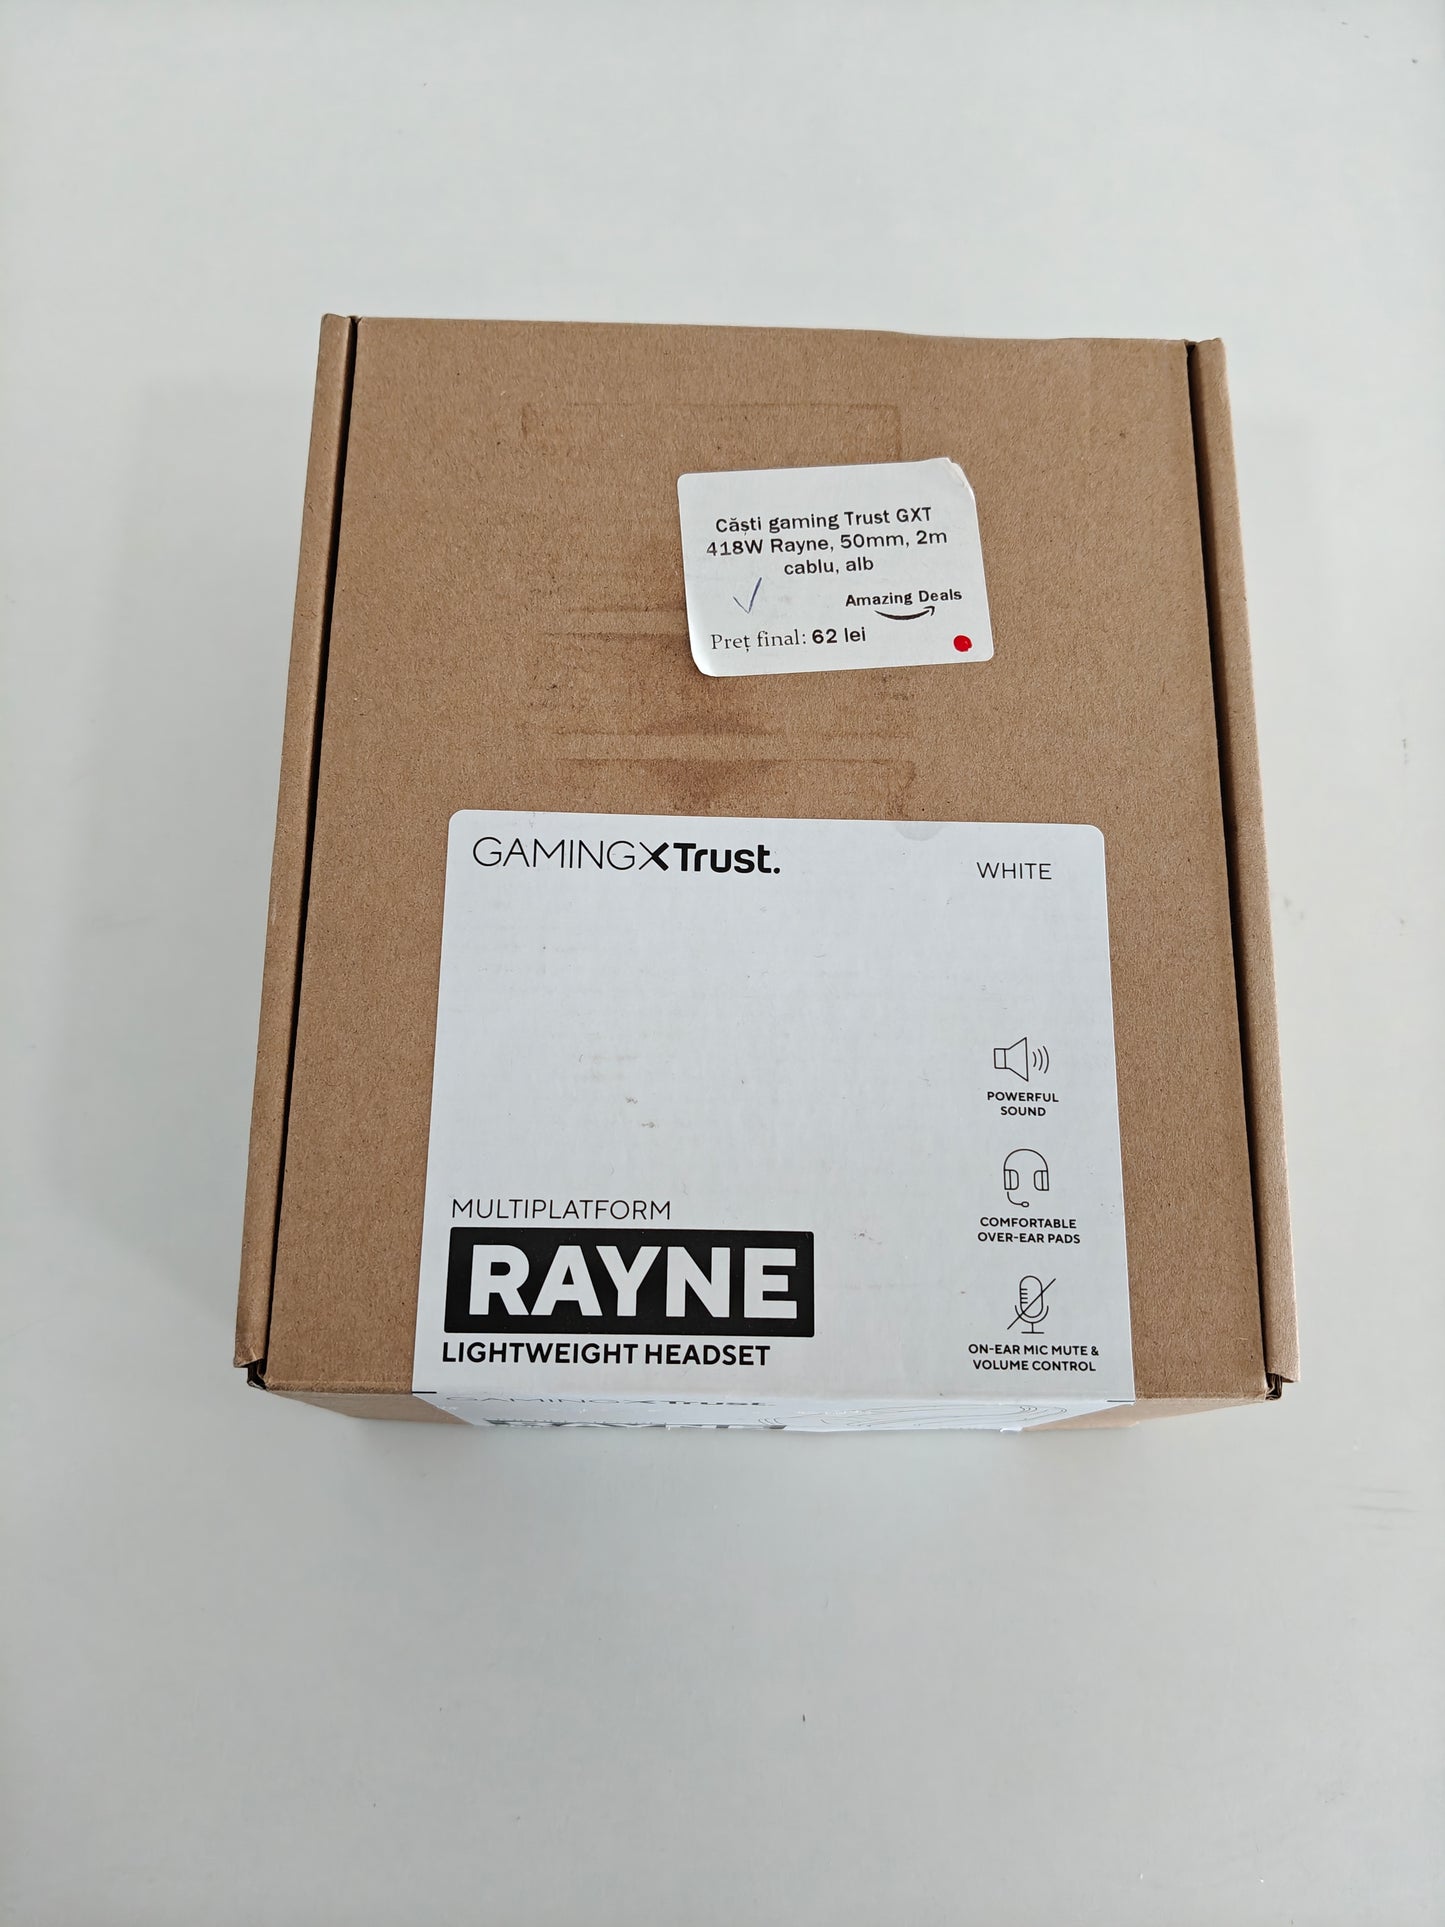 Căști gaming Trust GXT
418W Rayne, 50mm, 2m
cablu, alb
Amazing Deals
Preț final: 62 lei
GAMINGXTrust.
WHITE
POWERFUL
SOUND
COMFORTABLE
OVER-EAR PADS
MULTIPLATFORM
RAYNE
LIGHTWEIGHT HEADSET
ON-EAR MIC MUTE &
VOLUME CONTROL
GAMINGXTrust.